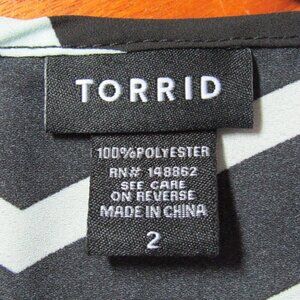 TORRID
100%POLYESTER
RN# 148862
SEE CARE
ON REVERSE
MADE IN CHINA
2